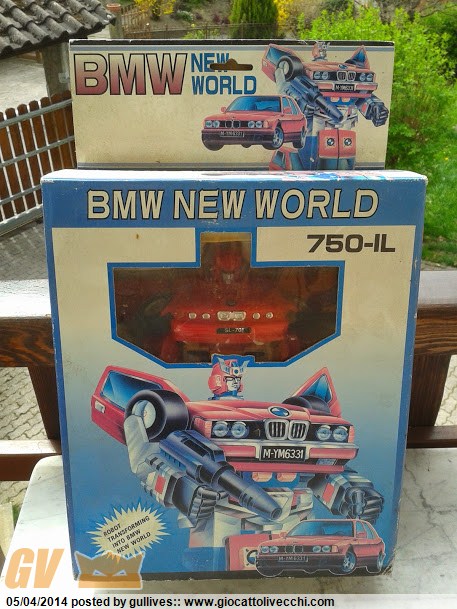 BMW NEW WORLD
M-YM6331
BMW NEW WORLD
750-IL
M-YM6331
ROBOT
TRANSFORMING
INTO BMW
NEW WORLD
M-YM6331
GV
05/04/2014 posted by gullives:: www.giocattolivecchi.com